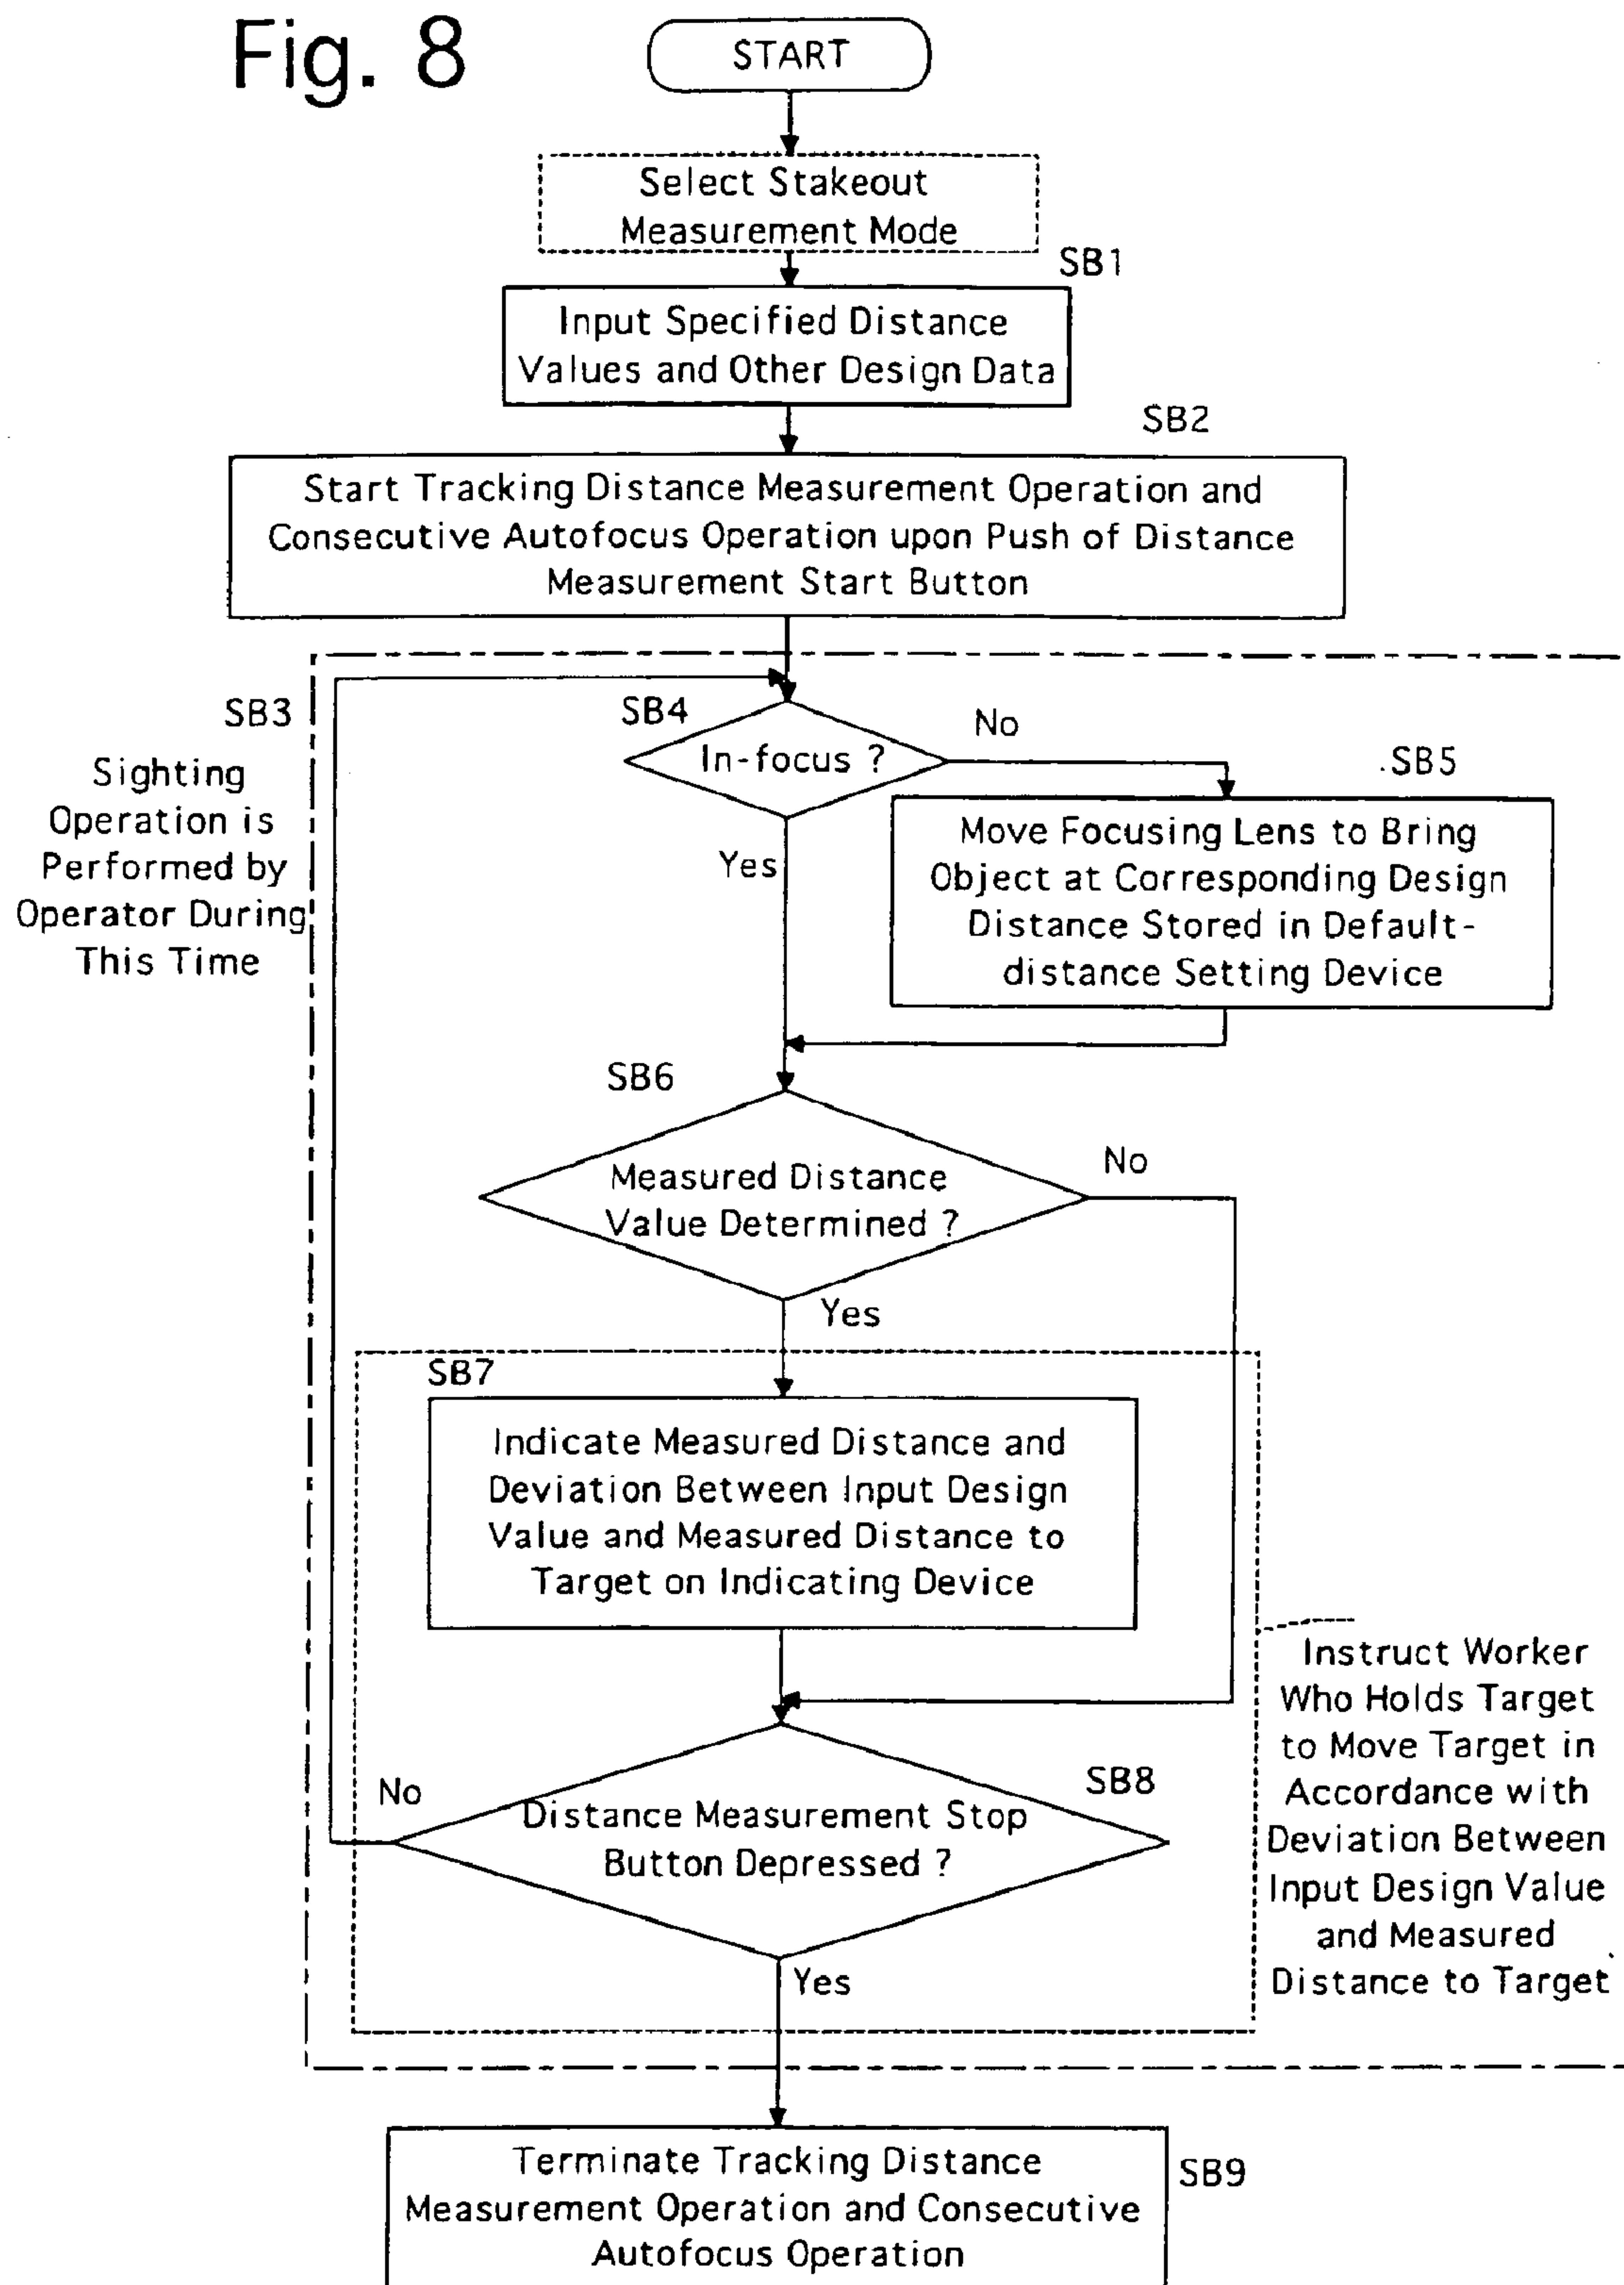 Fig. 8
START
Select Stakeout
Measurement Mode
SB1
Input Specified Distance
Values and Other Design Data
SB2
Start Tracking Distance Measurement Operation and
Consecutive Autofocus Operation upon Push of Distance
Measurement Start Button
SB3
Sighting
Operation is
Performed by
Operator During
This Time
SB4
In-focus ?
No
Yes
SB5
Move Focusing Lens to Bring
Object at Corresponding Design
Distance Stored in Default-
distance Setting Device
SB6
Measured Distance
Value Determined ?
No
Yes
SB7
Indicate Measured Distance and
Deviation Between Input Design
Value and Measured Distance to
Target on Indicating Device
Instruct Worker
Who Holds Target
to Move Target in
Accordance with
Deviation Between
Input Design Value
and Measured
Distance to Target
No
SB8
Distance Measurement Stop
Button Depressed ?
Yes
Terminate Tracking Distance
Measurement Operation and Consecutive
Autofocus Operation
SB9